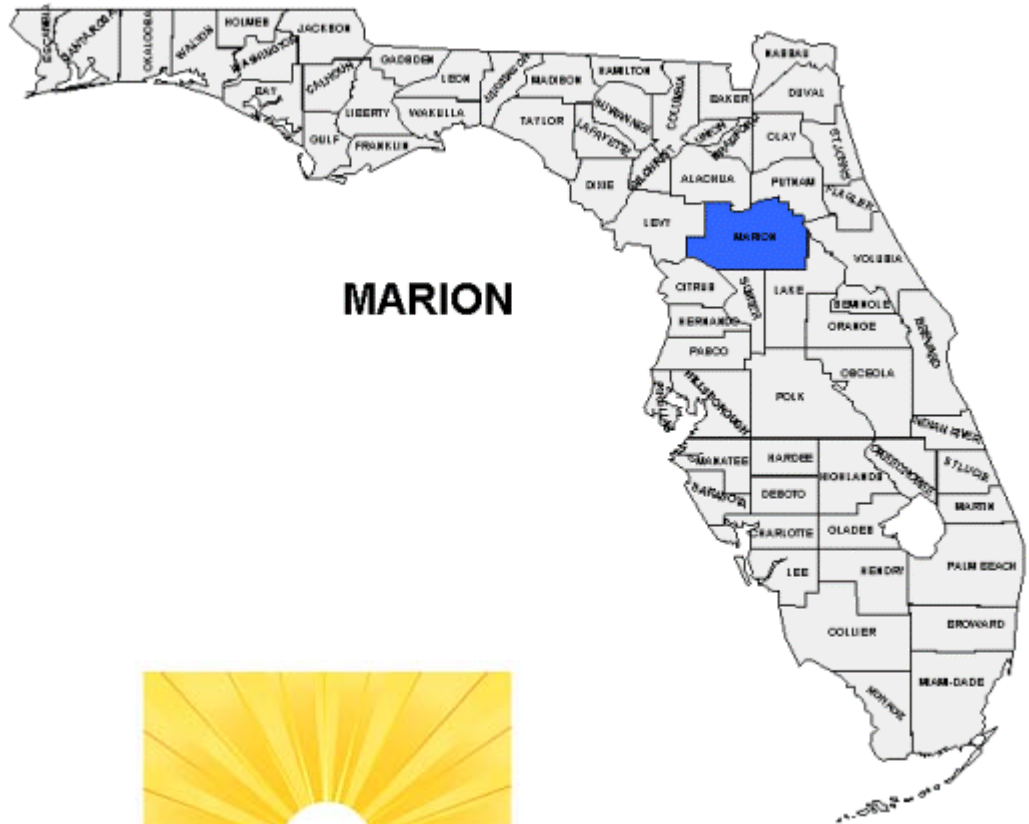 ESCAMBIA
SANTA ROSA
OKALOOSA
WALTON
HOLMES
WASHINGTON
JACKSON
BAY
CALHOUN
GULF
GADSDEN
LIBERTY
FRANKLIN
LEON
WAKULLA
JEFFERSON
MADISON
TAYLOR
HAMILTON
SUWANNEE
LAFAYETTE
DIXIE
COLUMBIA
GILCHRIST
BAKER
UNION
BRADFORD
ALACHUA
NASSAU
DUVAL
CLAY
ST JOHNS
PUTNAM
FLAGLER
LEVY
MARION
VOLUSIA
MARION
CITRUS
SUMTER
LAKE
SEMINOLE
HERNANDO
ORANGE
BREVARD
PASCO
OSCEOLA
PINELLAS
HILLSBOROUGH
POLK
INDIAN RIVER
MANATEE
HARDEE
HIGHLANDS
OKEECHOBEE
ST LUCIE
SARASOTA
DESOTO
MARTIN
CHARLOTTE
GLADES
LEE
HENDRY
PALM BEACH
COLLIER
BROWARD
MONROE
MIAMI-DADE